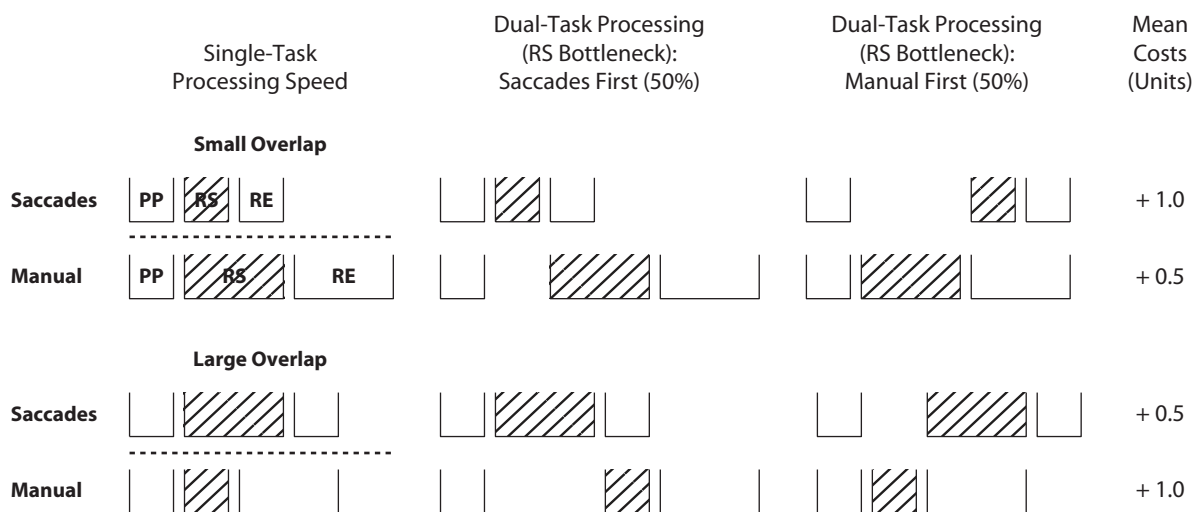 Single-Task
Processing Speed
Dual-Task Processing
(RS Bottleneck):
Saccades First (50%)
Dual-Task Processing
(RS Bottleneck):
Manual First (50%)
Mean
Costs
(Units)
Small Overlap
Saccades PP RS RE + 1.0
Manual PP RS RE + 0.5
Large Overlap
Saccades + 0.5
Manual + 1.0